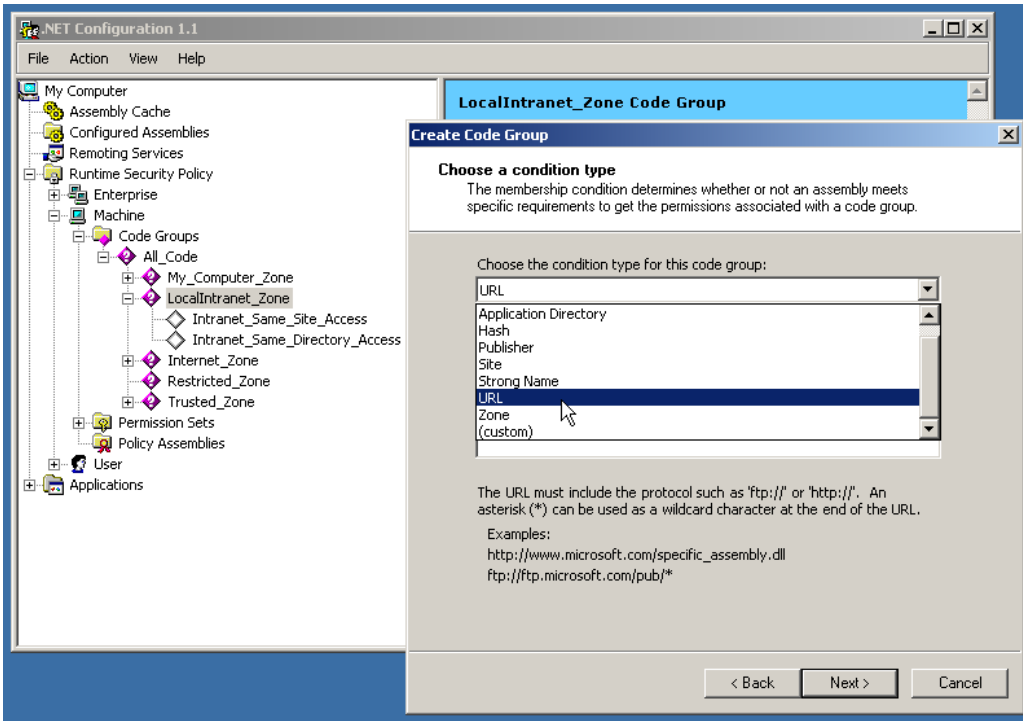 .NET Configuration 1.1
File Action View Help
My Computer
Assembly Cache
Configured Assemblies
Remoting Services
Runtime Security Policy
Enterprise
Machine
Code Groups
All_Code
My_Computer_Zone
LocalIntranet_Zone
Intranet_Same_Site_Access
Intranet_Same_Directory_Access
Internet_Zone
Restricted_Zone
Trusted_Zone
Permission Sets
Policy Assemblies
User
Applications
LocalIntranet_Zone Code Group
Create Code Group
Choose a condition type
The membership condition determines whether or not an assembly meets
specific requirements to get the permissions associated with a code group.
Choose the condition type for this code group:
URL
Application Directory
Hash
Publisher
Site
Strong Name
URL
Zone
(custom)
The URL must include the protocol such as 'ftp://' or 'http://'. An
asterisk (*) can be used as a wildcard character at the end of the URL.
Examples:
http://www.microsoft.com/specific_assembly.dll
ftp://ftp.microsoft.com/pub/*
< Back Next > Cancel